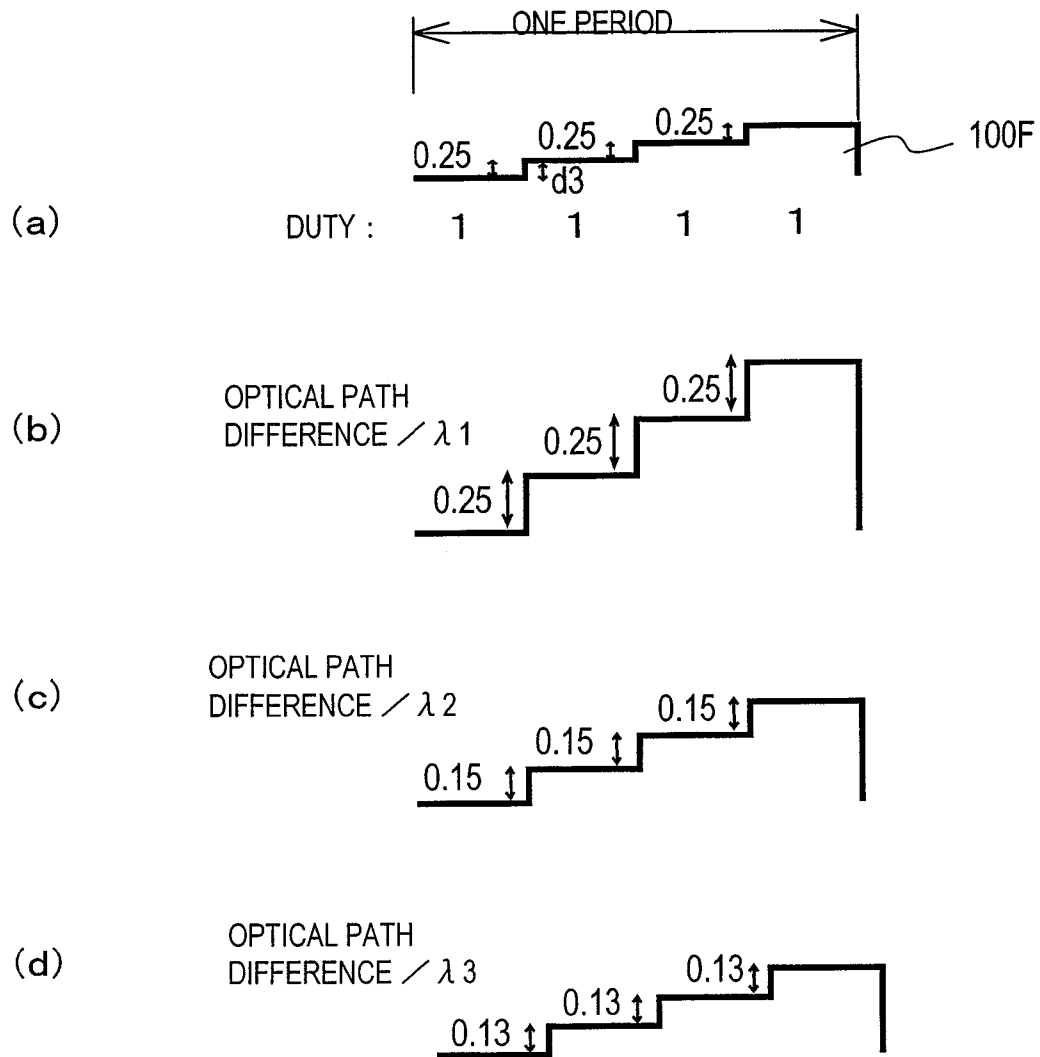 ONE PERIOD
0.25 0.25 0.25 100F
d3
(a) DUTY : 1 1 1 1
(b) OPTICAL PATH
DIFFERENCE / λ1
0.25
0.25
0.25
(c) OPTICAL PATH
DIFFERENCE / λ2
0.15
0.15
0.15
(d) OPTICAL PATH
DIFFERENCE / λ3
0.13
0.13
0.13